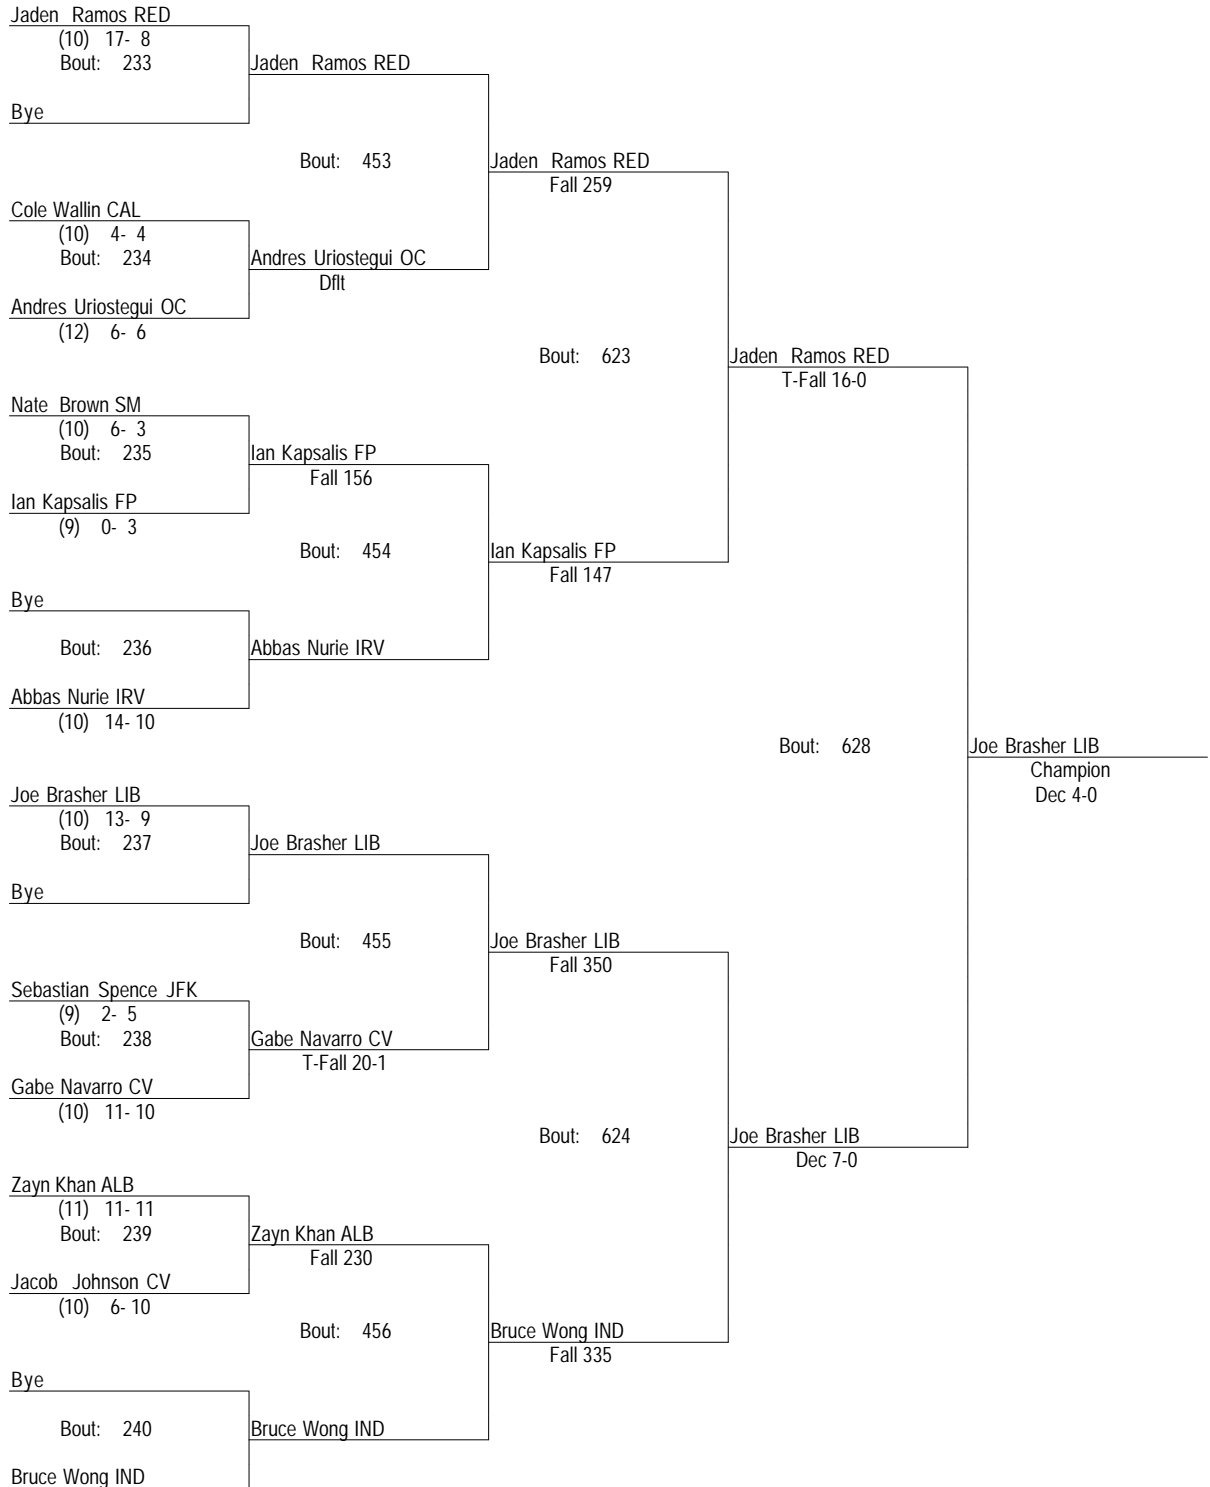 Jaden Ramos RED
(10) 17- 8
Bout: 233
Jaden Ramos RED
Bye
Bout: 453
Jaden Ramos RED
Fall 259
Cole Wallin CAL
(10) 4- 4
Bout: 234
Andres Uriostegui OC
Dflt
Andres Uriostegui OC
(12) 6- 6
Bout: 623
Jaden Ramos RED
T-Fall 16-0
Nate Brown SM
(10) 6- 3
Bout: 235
Ian Kapsalis FP
Fall 156
Ian Kapsalis FP
(9) 0- 3
Bout: 454
Ian Kapsalis FP
Fall 147
Bye
Bout: 236
Abbas Nurie IRV
Abbas Nurie IRV
(10) 14- 10
Bout: 628
Joe Brasher LIB
Champion
Dec 4-0
Joe Brasher LIB
(10) 13- 9
Bout: 237
Joe Brasher LIB
Bye
Bout: 455
Joe Brasher LIB
Fall 350
Sebastian Spence JFK
(9) 2- 5
Bout: 238
Gabe Navarro CV
T-Fall 20-1
Gabe Navarro CV
(10) 11- 10
Bout: 624
Joe Brasher LIB
Dec 7-0
Zayn Khan ALB
(11) 11- 11
Bout: 239
Zayn Khan ALB
Fall 230
Jacob Johnson CV
(10) 6- 10
Bout: 456
Bruce Wong IND
Fall 335
Bye
Bout: 240
Bruce Wong IND
Bruce Wong IND